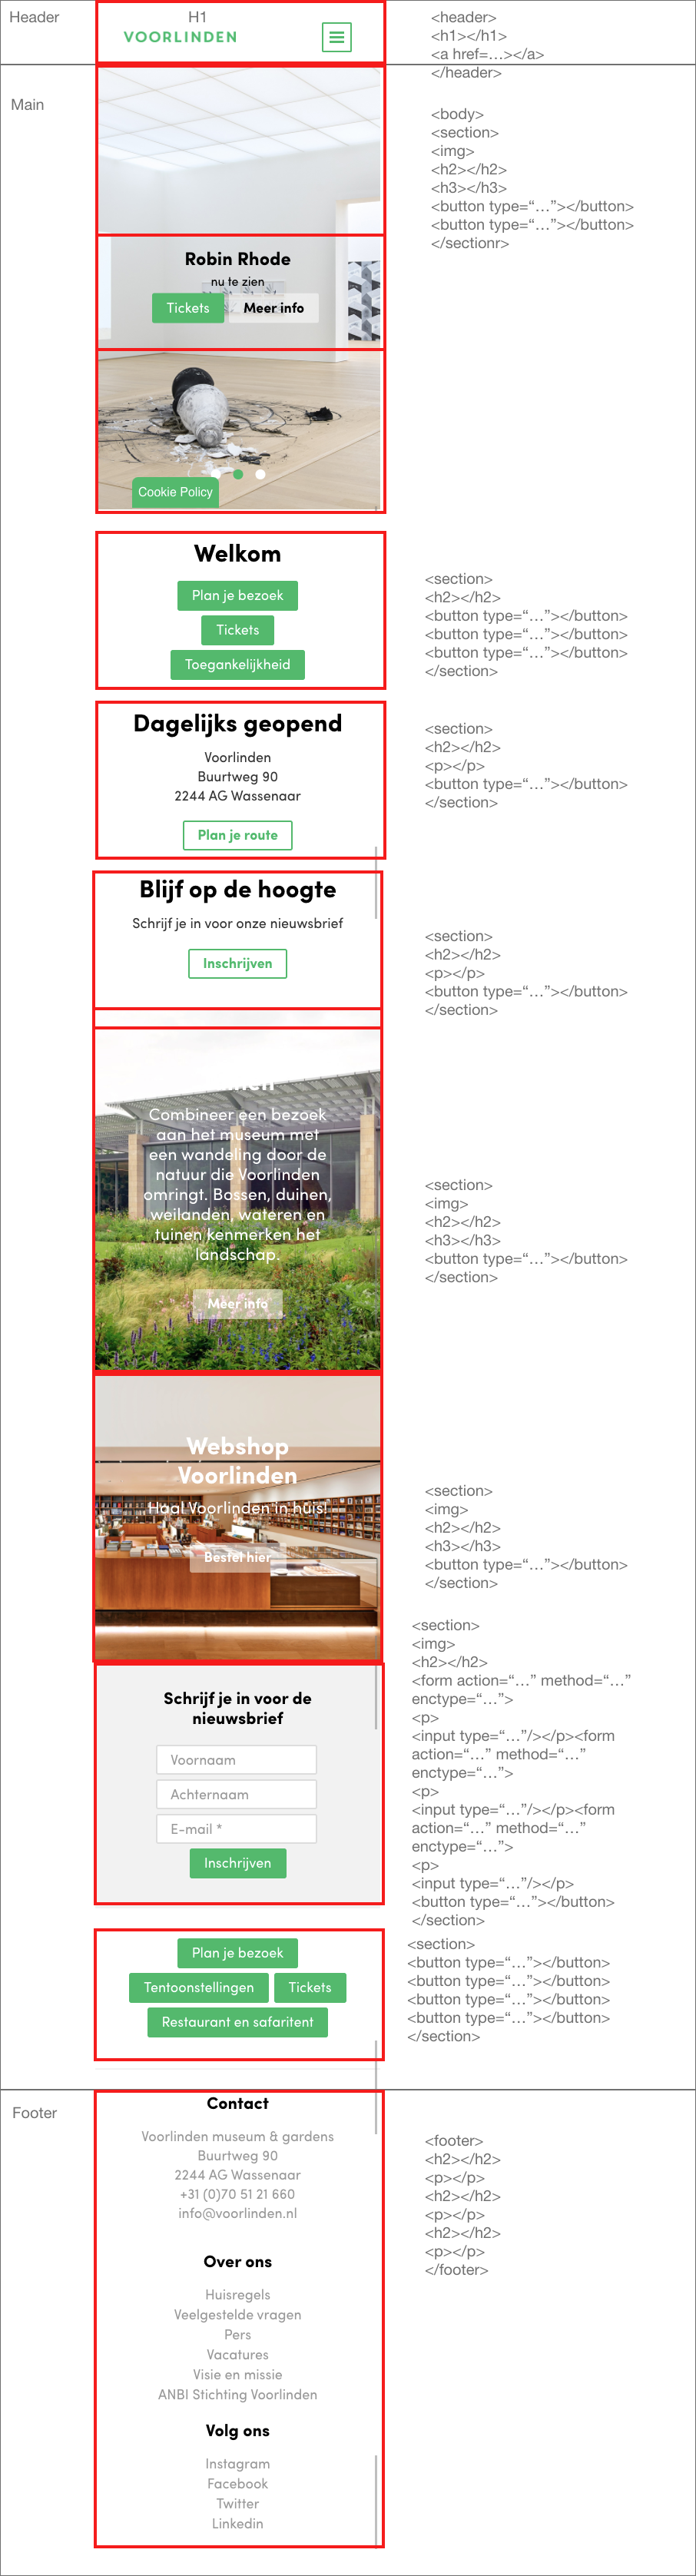 Header
H1
VOORLINDEN
<header>
<h1></h1>
<a href=…></a>
</header>
Main
<body>
<section>
<img>
<h2></h2>
<h3></h3>
<button type=“…”></button>
<button type=“…”></button>
</sectionr>
Robin Rhode
nu te zien
Tickets
Meer info
Cookie Policy
Welkom
Plan je bezoek
Tickets
Toegankelijkheid
<section>
<h2></h2>
<button type=“…”></button>
<button type=“…”></button>
<button type=“…”></button>
</section>
Dagelijks geopend
Voorlinden
Buurtweg 90
2244 AG Wassenaar
Plan je route
<section>
<h2></h2>
<p></p>
<button type=“…”></button>
</section>
Blijf op de hoogte
Schrijf je in voor onze nieuwsbrief
Inschrijven
<section>
<h2></h2>
<p></p>
<button type=“…”></button>
</section>
Combineer een bezoek
aan het museum met
een wandeling door de
natuur die Voorlinden
omringt. Bossen, duinen,
weilanden, wateren en
tuinen kenmerken het
landschap.
Meer info
<section>
<img>
<h2></h2>
<h3></h3>
<button type=“…”></button>
</section>
Webshop
Voorlinden
Haal Voorlinden in huis!
Bestel hier
<section>
<img>
<h2></h2>
<h3></h3>
<button type=“…”></button>
</section>
Schrijf je in voor de
nieuwsbrief
Voornaam
Achternaam
E-mail *
Inschrijven
<section>
<img>
<h2></h2>
<form action=“…” method=“…”
enctype=“…”>
<p>
<input type=“…”/></p><form
action=“…” method=“…”
enctype=“…”>
<p>
<input type=“…”/></p><form
action=“…” method=“…”
enctype=“…”>
<p>
<input type=“…”/></p>
<button type=“…”></button>
</section>
Plan je bezoek
Tentoonstellingen
Tickets
Restaurant en safaritent
<section>
<button type=“…”></button>
<button type=“…”></button>
<button type=“…”></button>
<button type=“…”></button>
</section>
Footer
Contact
Voorlinden museum & gardens
Buurtweg 90
2244 AG Wassenaar
+31 (0)70 51 21 660
info@voorlinden.nl
Over ons
Huisregels
Veelgestelde vragen
Pers
Vacatures
Visie en missie
ANBI Stichting Voorlinden
Volg ons
Instagram
Facebook
Twitter
Linkedin
<footer>
<h2></h2>
<p></p>
<h2></h2>
<p></p>
<h2></h2>
<p></p>
</footer>